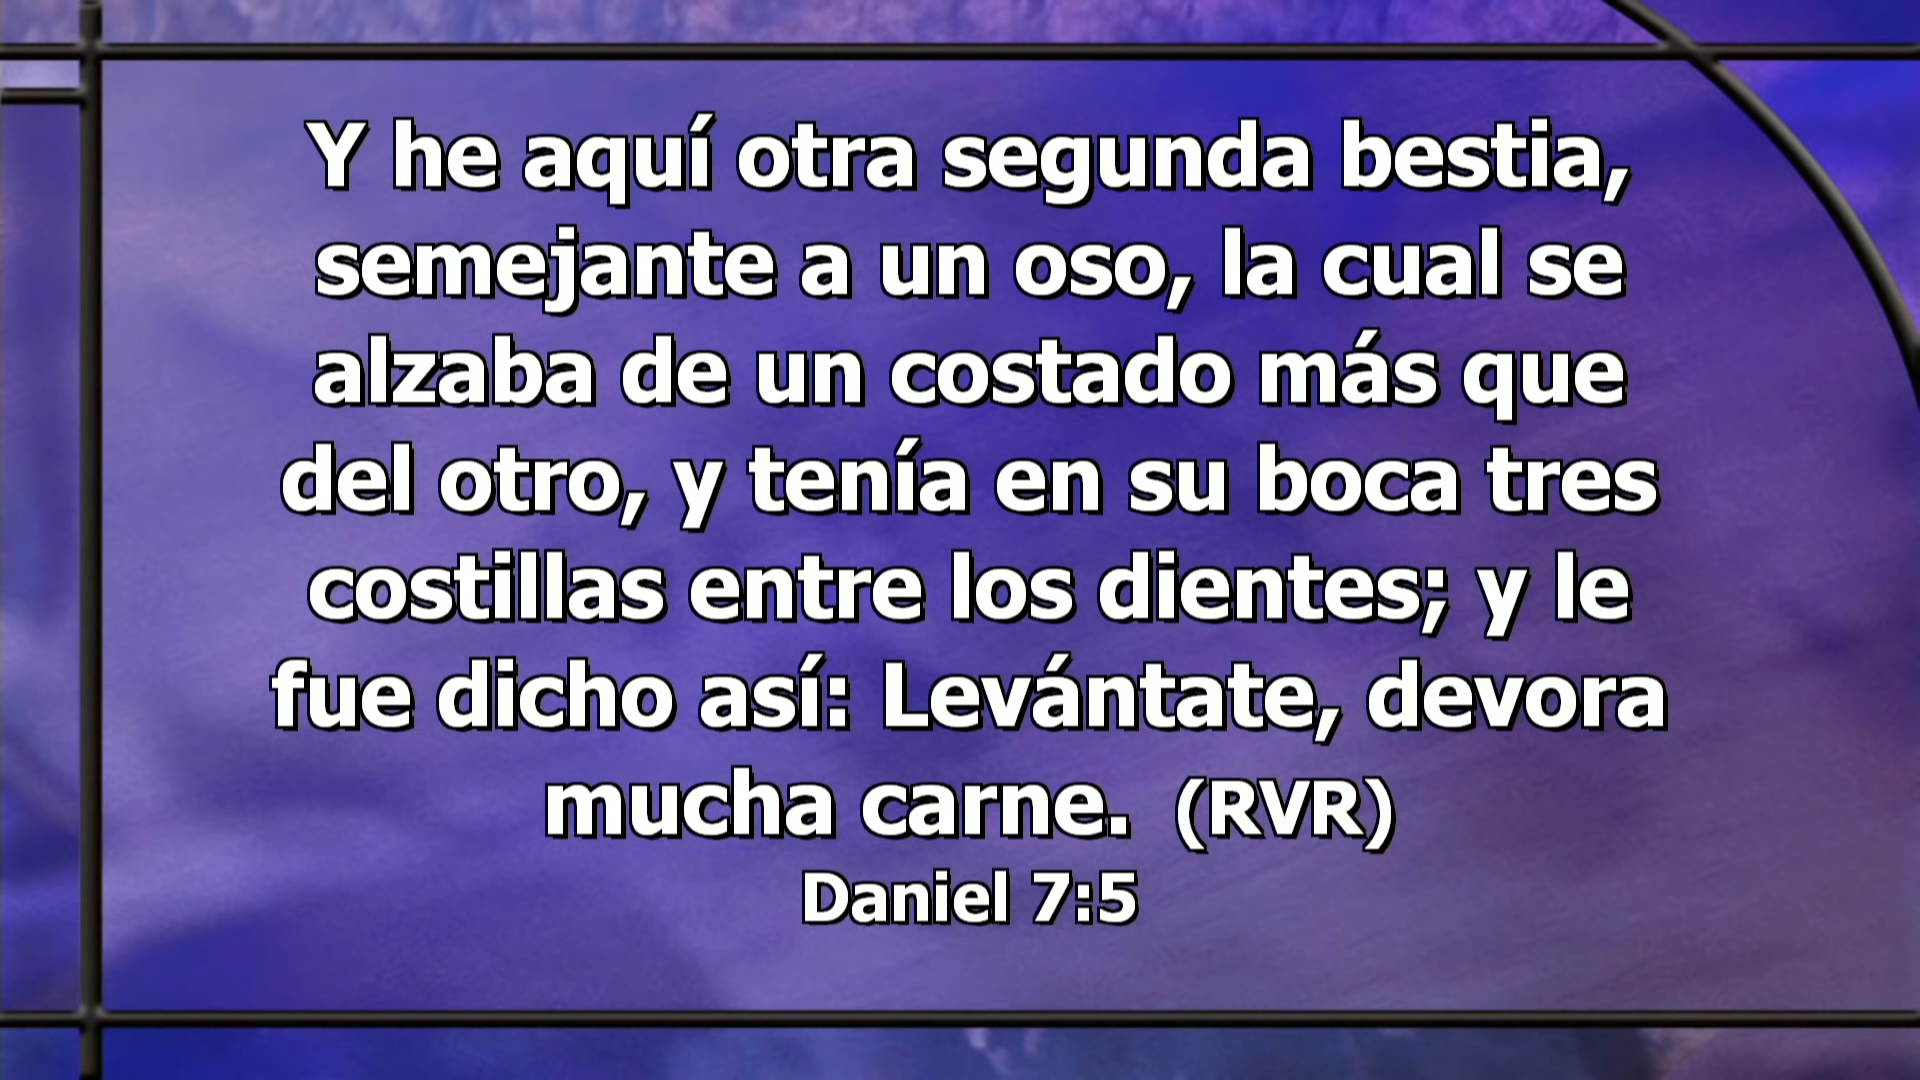 Y he aquí otra segunda bestia,
semejante a un oso, la cual se
alzaba de un costado más que
del otro, y tenía en su boca tres
costillas entre los dientes; y le
fue dicho así: Levántate, devora
mucha carne. (RVR)
Daniel 7:5